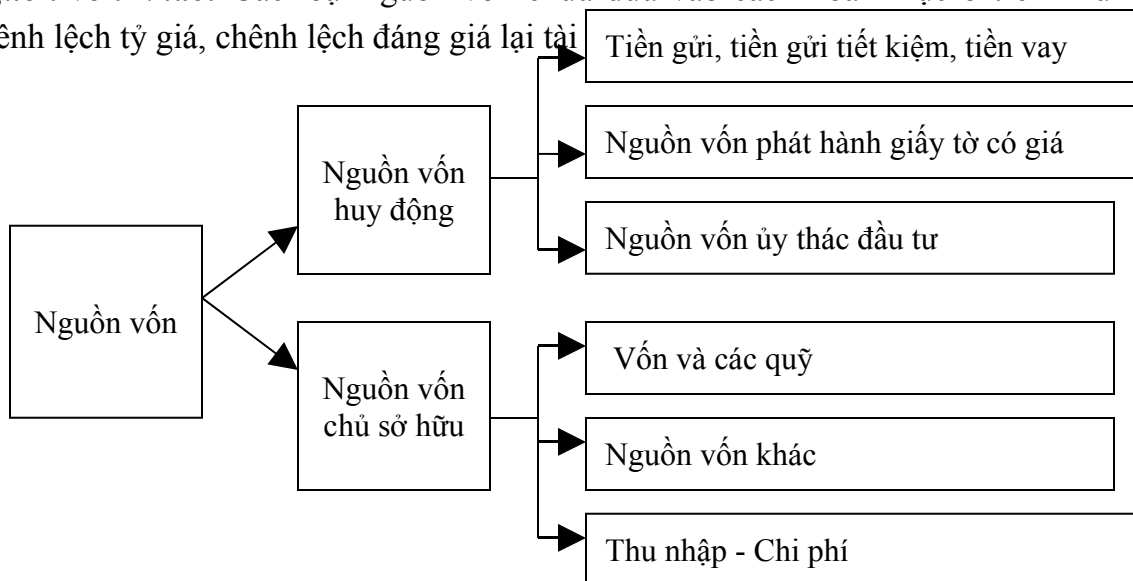 ênh lệch tỷ giá, chênh lệch đáng giá lại tài
Tiền gửi, tiền gửi tiết kiệm, tiền vay
Nguồn vốn phát hành giấy tờ có giá
Nguồn vốn
huy động
Nguồn vốn ủy thác đầu tư
Nguồn vốn
Vốn và các quỹ
Nguồn vốn
chủ sở hữu
Nguồn vốn khác
Thu nhập - Chi phí